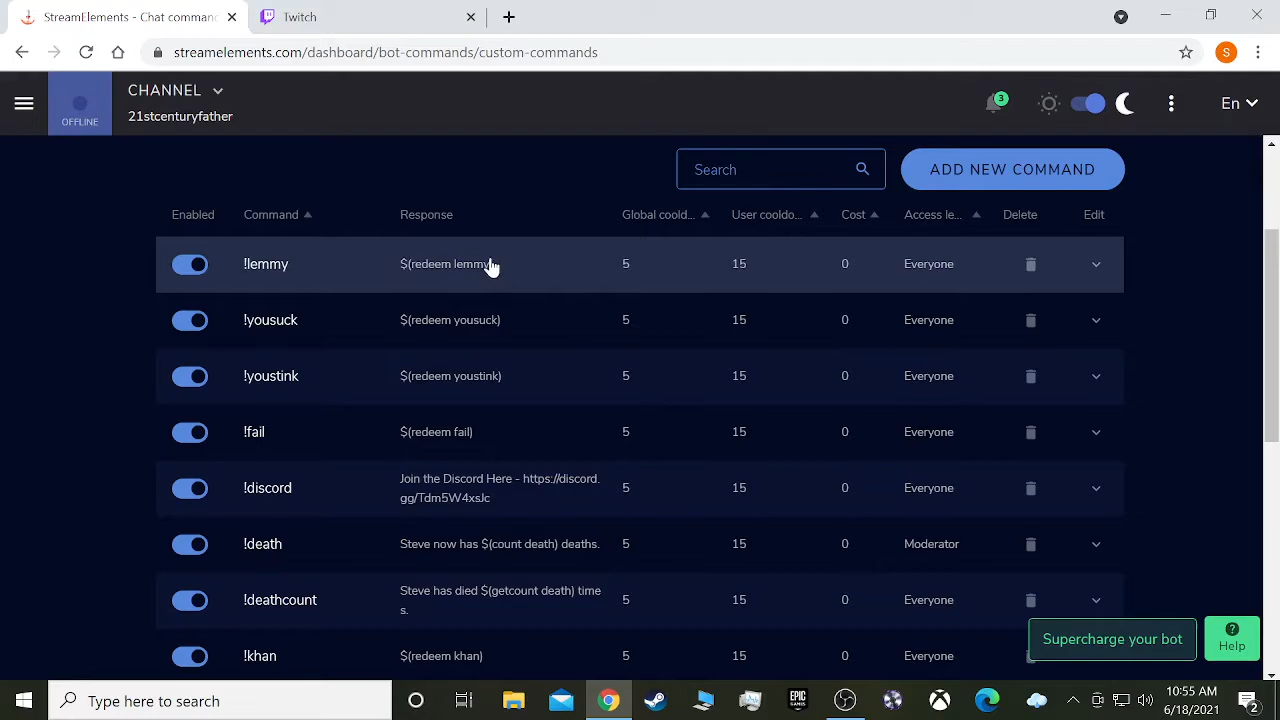 StreamElements - Chat comman
Twitch
streamelements.com/dashboard/bot-commands/custom-commands
S
OFFLINE
CHANNEL
21stcenturyfather
3
En
Search
ADD NEW COMMAND
Enabled Command Response Global coold... User cooldo... Cost Access le... Delete Edit
!lemmy $(redeem lemmy 5 15 0 Everyone
!yousuck $(redeem yousuck) 5 15 0 Everyone
!youstink $(redeem youstink) 5 15 0 Everyone
!fail $(redeem fail) 5 15 0 Everyone
!discord Join the Discord Here - https://discord.
gg/Tdm5W4xsJc 5 15 0 Everyone
!death Steve now has $(count death) deaths. 5 15 0 Moderator
!deathcount Steve has died $(getcount death) time
s. 5 15 0 Everyone
!khan $(redeem khan) 5 15 0 Everyone
Supercharge your bot
Help
Type here to search
EPIC
GAMES
10:55 AM
6/18/2021
2